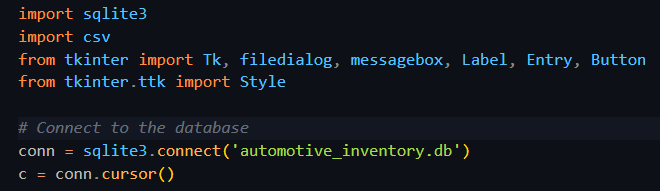 import sqlite3
import csv
from tkinter import Tk, filedialog, messagebox, Label, Entry, Button
from tkinter.ttk import Style
# Connect to the database
conn = sqlite3.connect('automotive_inventory.db')
c = conn.cursor()